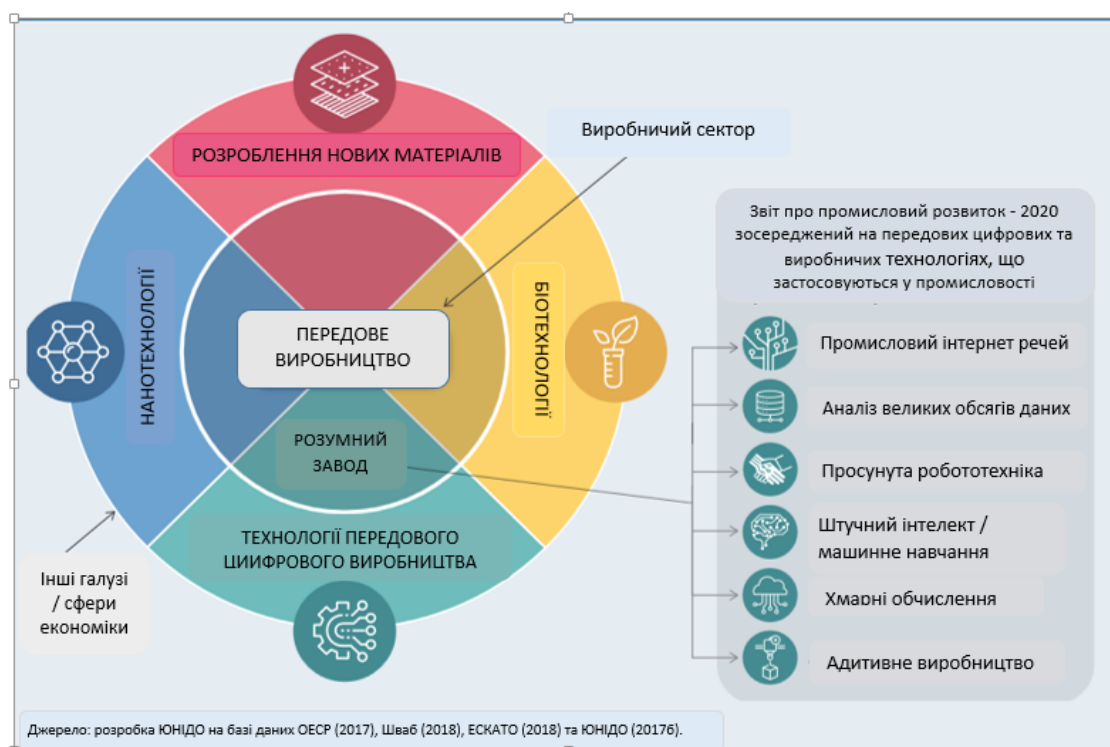 РОЗРОБЛЕННЯ НОВИХ МАТЕРІАЛІВ
Виробничий сектор
НАНОТЕХНОЛОГІЇ
ПЕРЕДОВЕ
ВИРОБНИЦТВО
БІОТЕХНОЛОГІЇ
РОЗУМНИЙ
ЗАВОД
ТЕХНОЛОГІЇ ПЕРЕДОВОГО
ЦИИФРОВОГО ВИРОБНИЦТВА
Інші галузі
/ сфери
економіки
Звіт про промисловий розвиток - 2020
зосереджений на передових цифрових та
виробничих технологіях, що
застосовуються у промисловості
Промисловий інтернет речей
Аналіз великих обсягів даних
Просунута робототехніка
Штучний інтелект /
машинне навчання
Хмарні обчислення
Адитивне виробництво
Джерело: розробка ЮНІДО на базі даних ОЕСР (2017), Шваб (2018), ЕСКАТО (2018) та ЮНІДО (2017б).